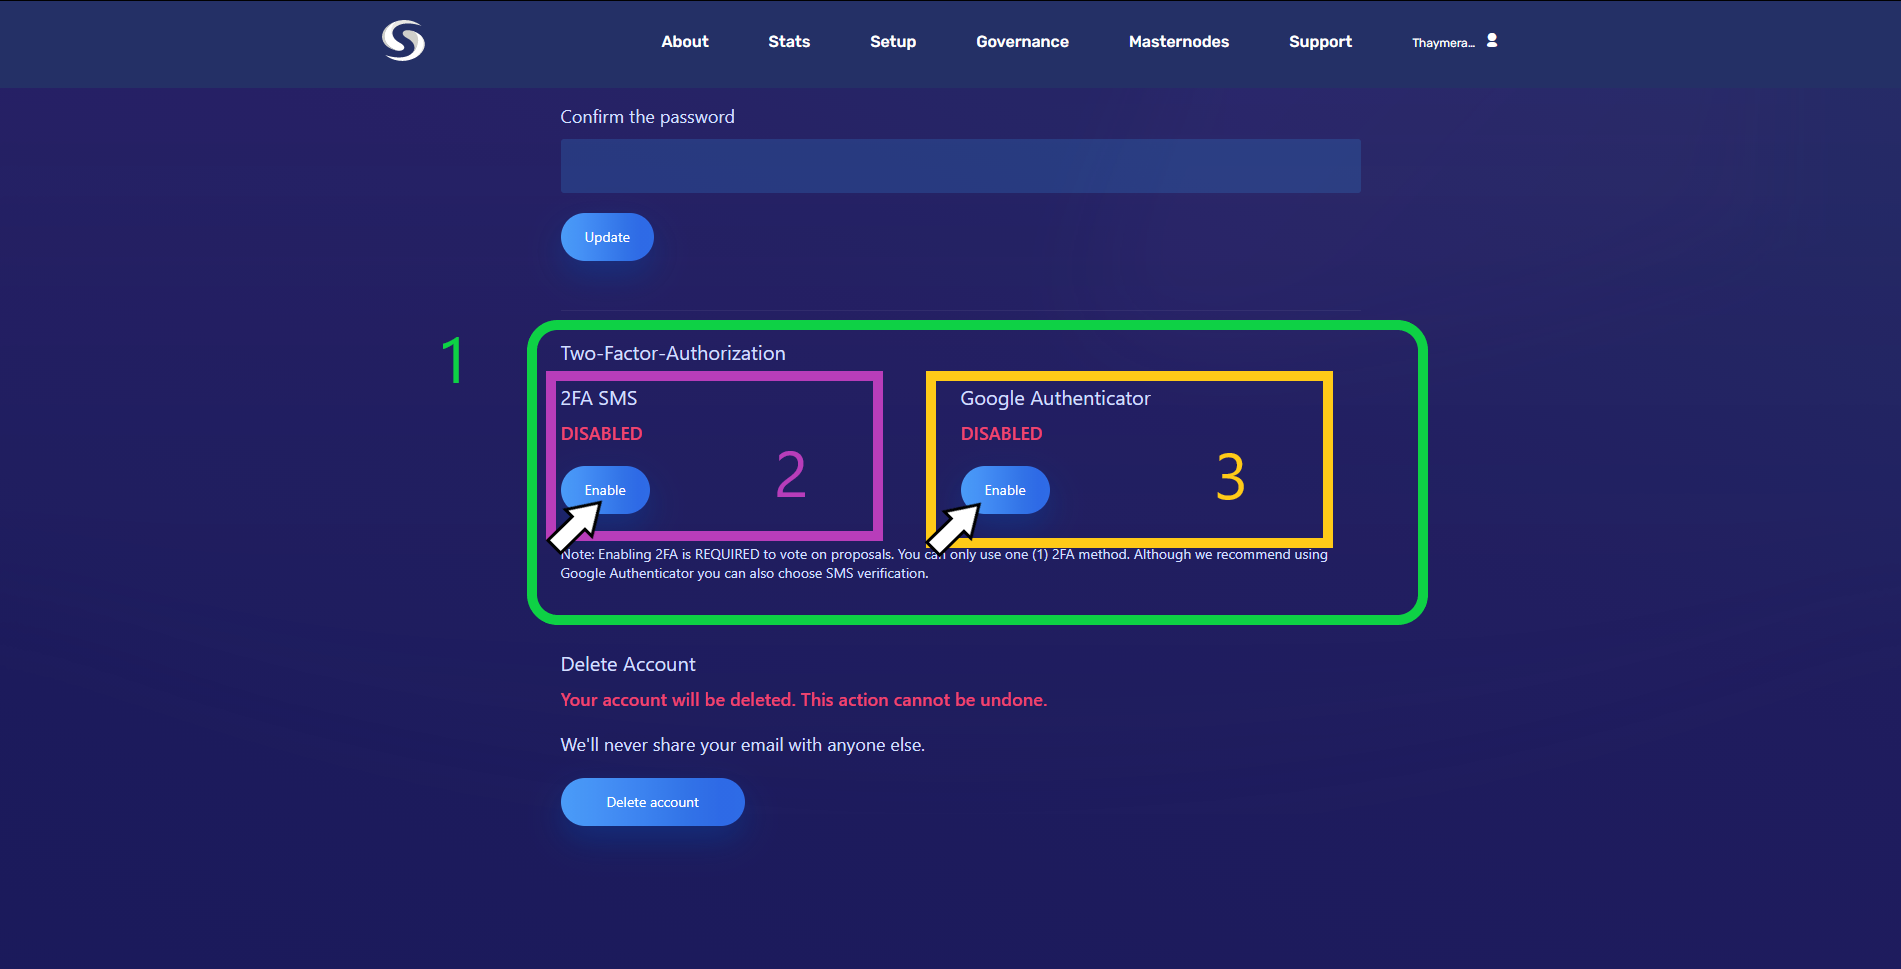 About Stats Setup Governance Masternodes Support Thaymera...
Confirm the password
Update
1
Two-Factor-Authorization
2FA SMS
DISABLED
Enable
2
Google Authenticator
DISABLED
Enable
3
Note: Enabling 2FA is REQUIRED to vote on proposals. You can only use one (1) 2FA method. Although we recommend using
Google Authenticator you can also choose SMS verification.
Delete Account
Your account will be deleted. This action cannot be undone.
We'll never share your email with anyone else.
Delete account